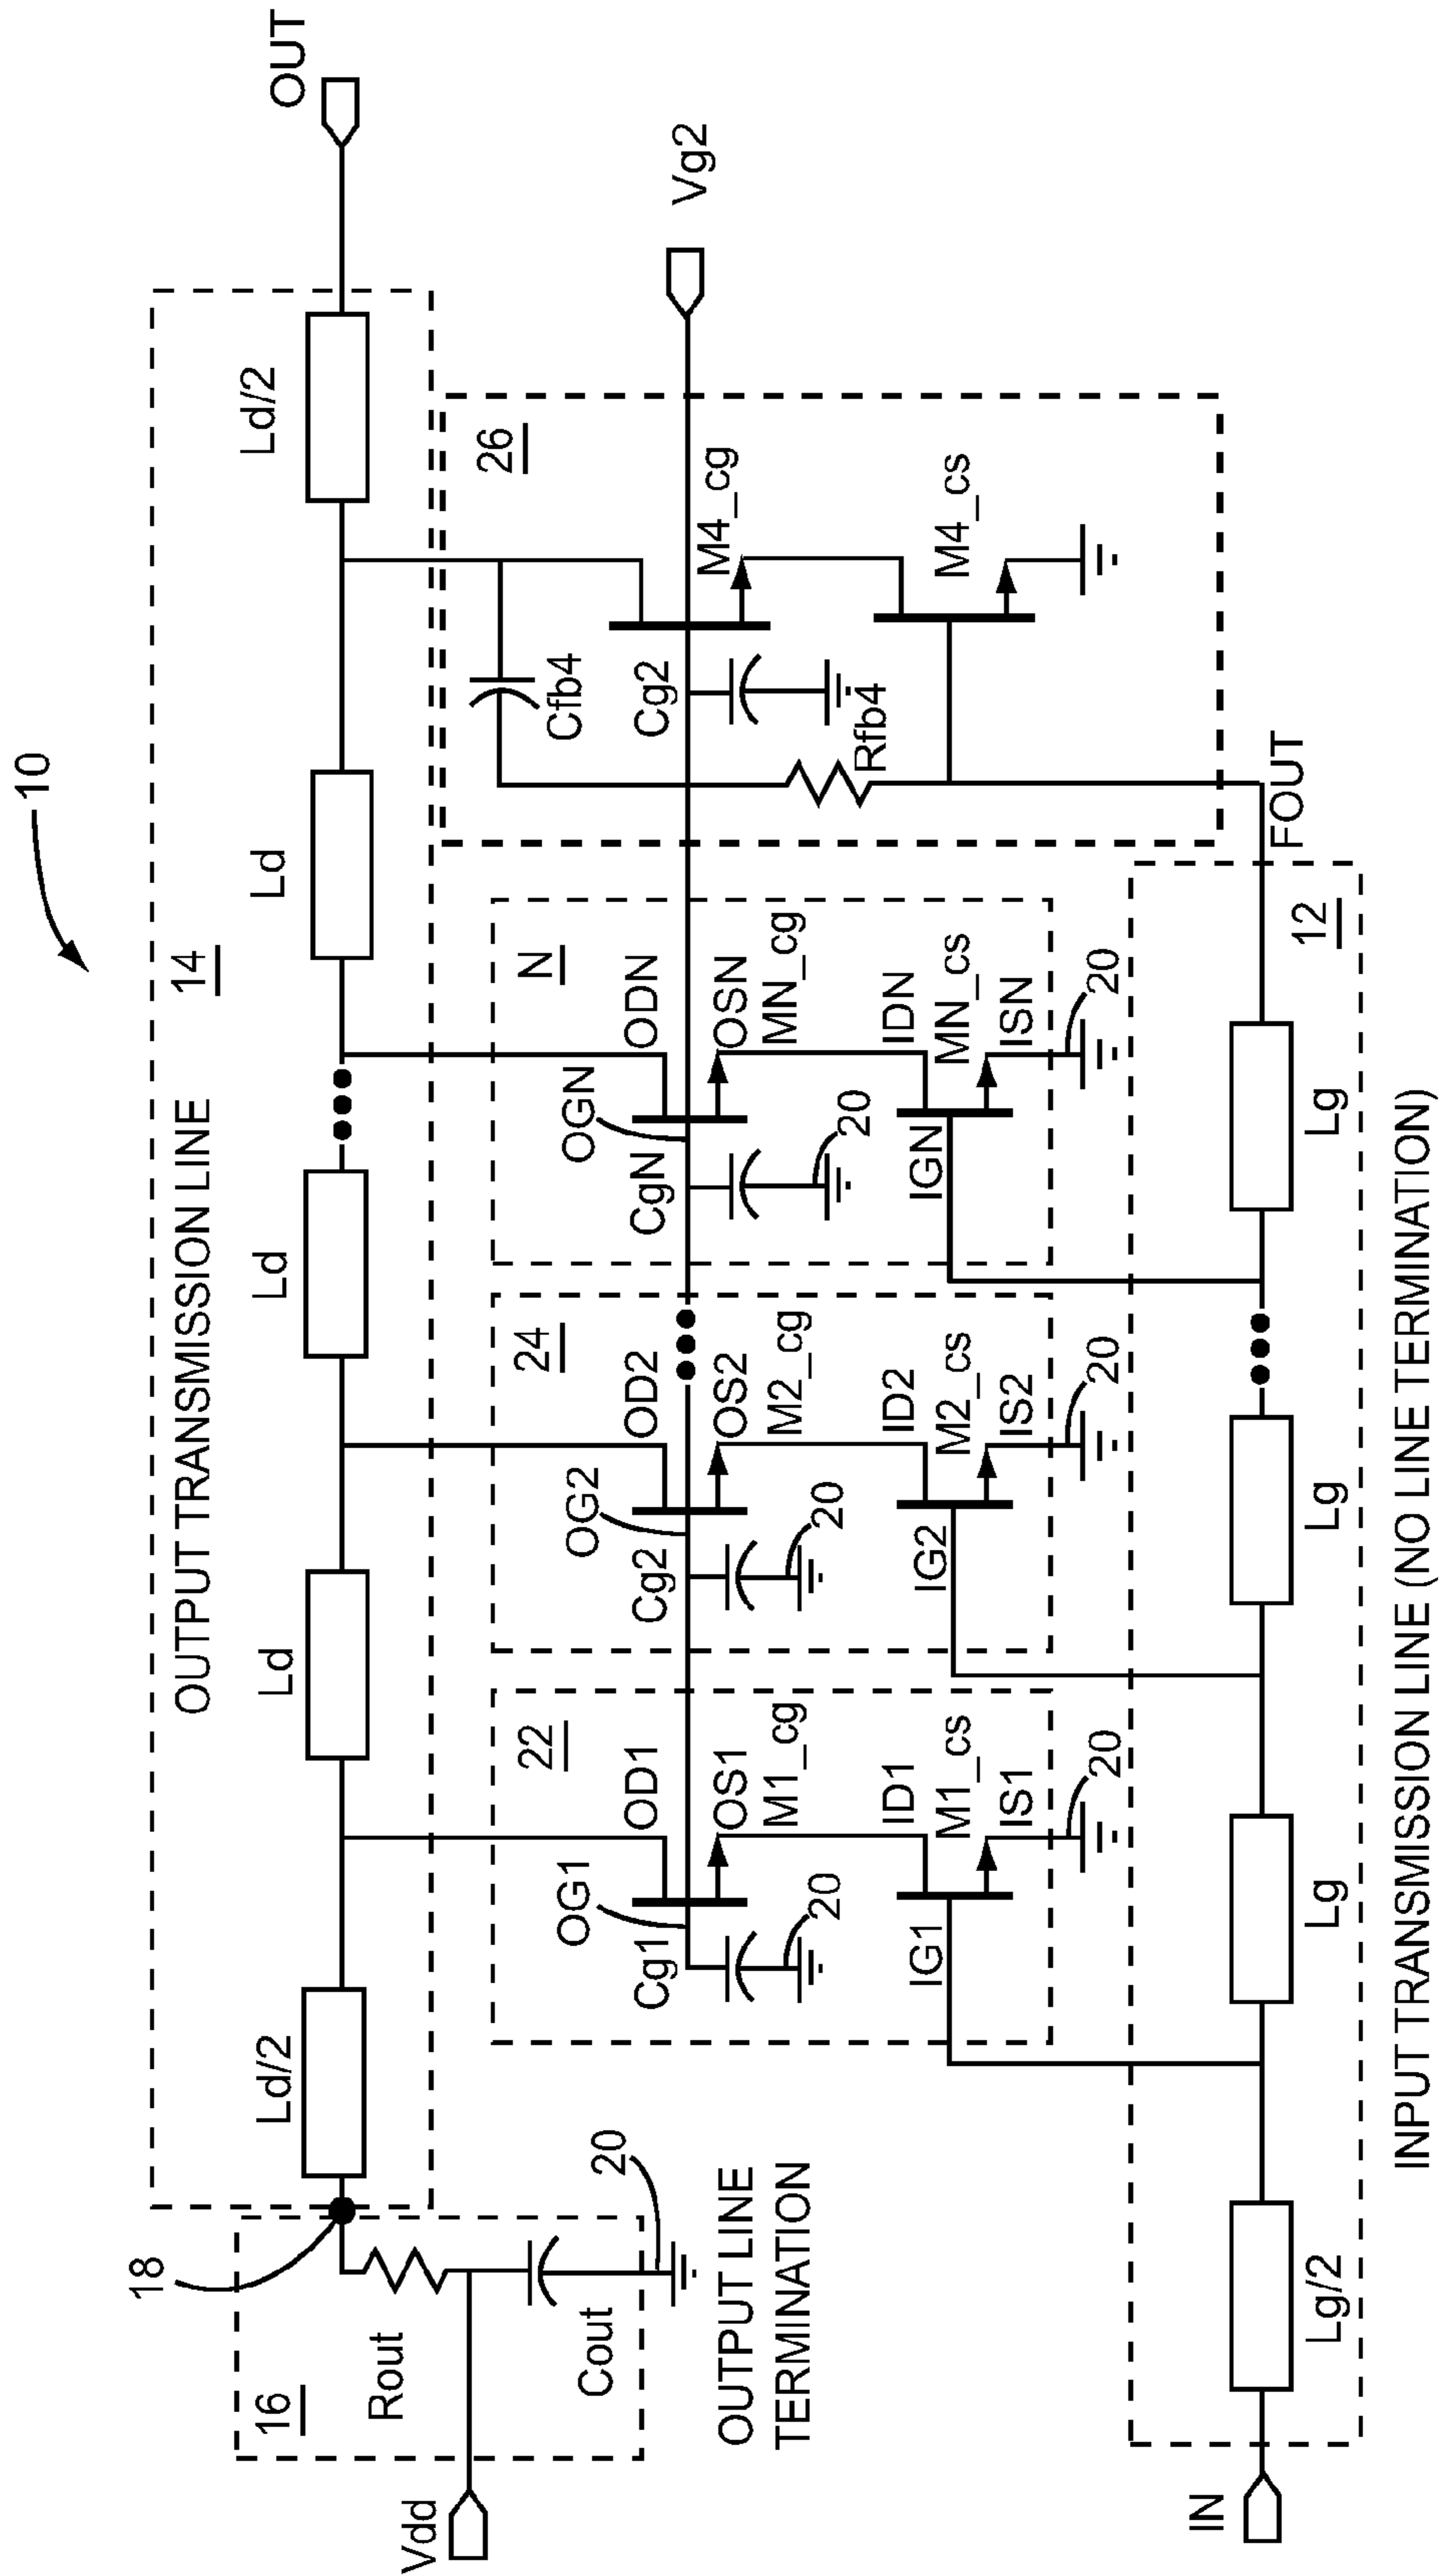 10
OUT
14
OUTPUT TRANSMISSION LINE
Ld/2
Ld
Ld
Ld
Ld/2
18
16
Rout
Cout
Vdd
20
OUTPUT LINE
TERMINATION
22
OD1
OG1
Cg1
OS1
M1_cg
20
ID1
IG1
M1_cs
IS1
20
24
OD2
OG2
Cg2
OS2
M2_cg
20
ID2
IG2
M2_cs
IS2
20
N
ODN
OGN
CgN
OSN
MN_cg
20
IDN
IGN
MN_cs
ISN
20
26
Cfb4
Cg2
M4_cg
Rfb4
M4_cs
Vg2
FOUT
12
IN
Lg/2
Lg
Lg
Lg
INPUT TRANSMISSION LINE (NO LINE TERMINATION)